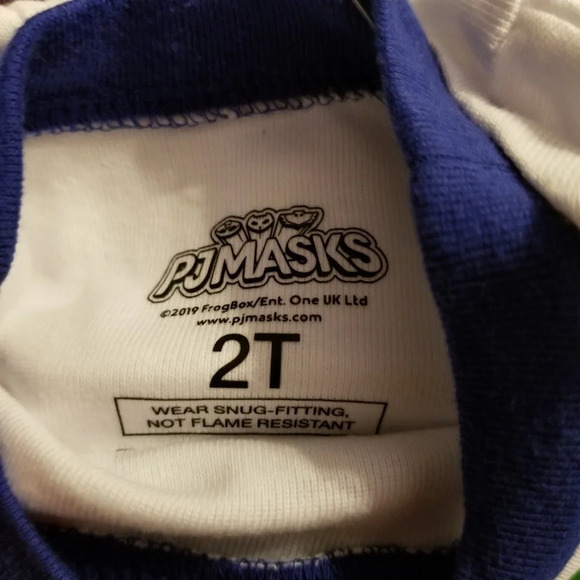 PJMASKS
©2019 FrogBox/Ent. One UK Ltd
www.pjmasks.com
2T
WEAR SNUG-FITTING,
NOT FLAME RESISTANT